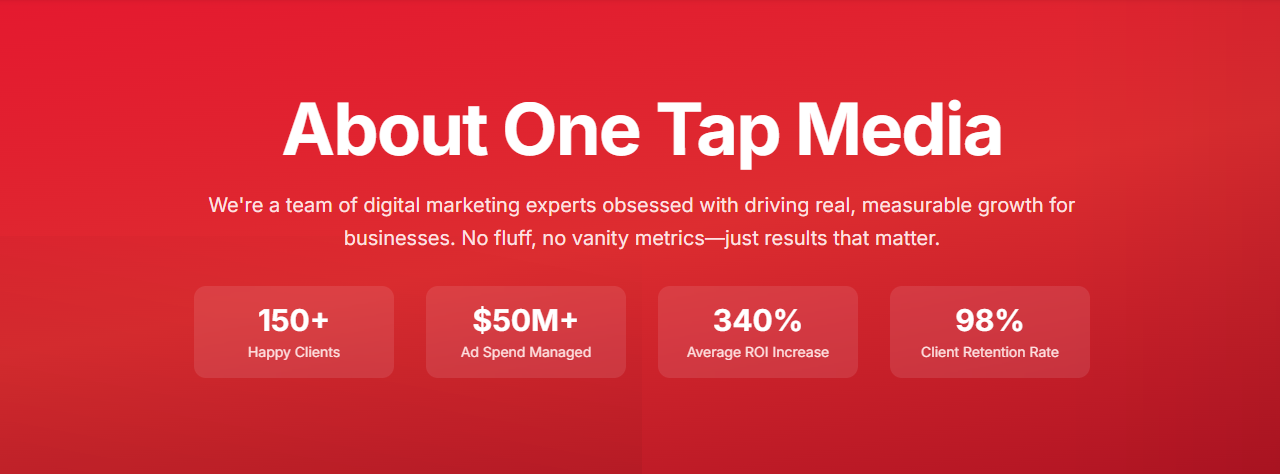 About One Tap Media
We're a team of digital marketing experts obsessed with driving real, measurable growth for
businesses. No fluff, no vanity metrics—just results that matter.
150+
Happy Clients
$50M+
Ad Spend Managed
340%
Average ROI Increase
98%
Client Retention Rate